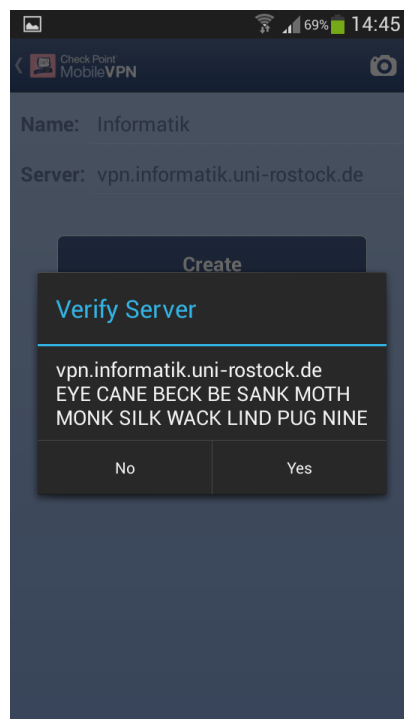 69% 14:45
Check Point
MobileVPN
Name: Informatik
Server: vpn.informatik.uni-rostock.de
Create
Verify Server
vpn.informatik.uni-rostock.de
EYE CANE BECK BE SANK MOTH
MONK SILK WACK LIND PUG NINE
No Yes